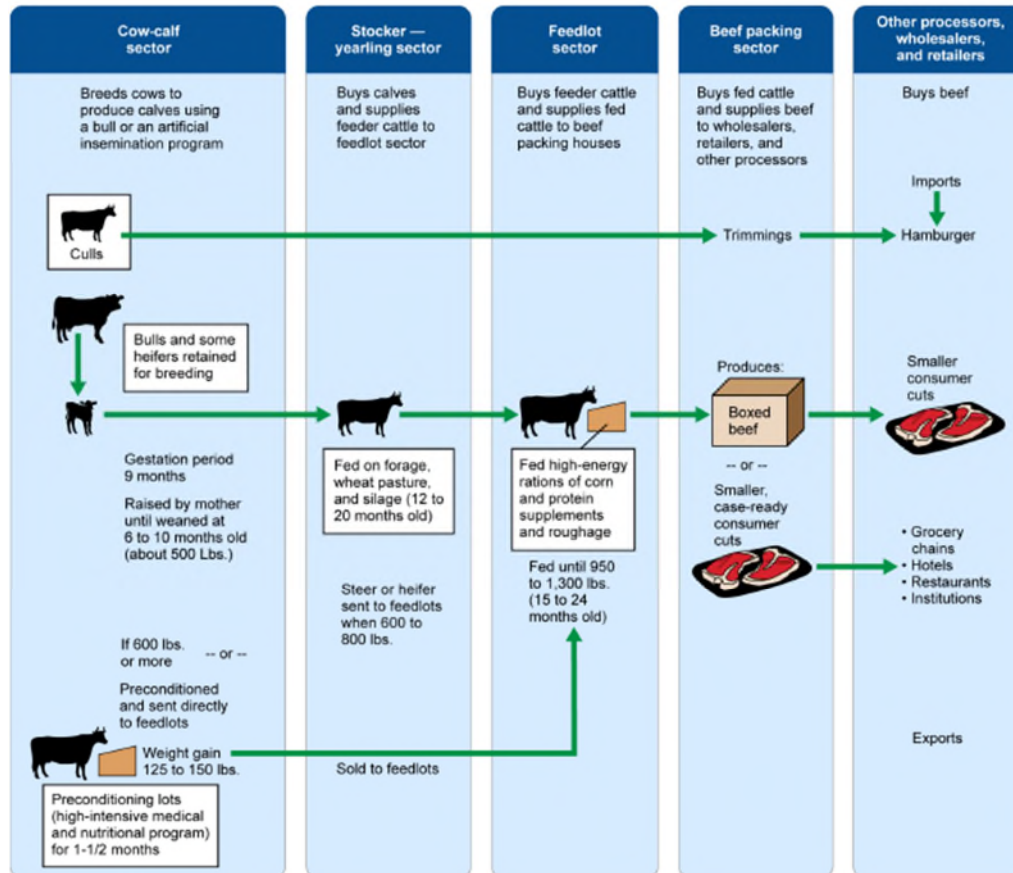 Cow-calf
sector
Breeds cows to
produce calves using
a bull or an artificial
insemination program
Culls
Bulls and some
heifers retained
for breeding
Gestation period
9 months
Raised by mother
until weaned at
6 to 10 months old
(about 500 Lbs.)
If 600 lbs.
or more -- or --
Preconditioned
and sent directly
to feedlots
Weight gain
125 to 150 lbs.
Preconditioning lots
(high-intensive medical
and nutritional program)
for 1-1/2 months
Stocker —
yearling sector
Buys calves
and supplies
feeder cattle to
feedlot sector
Fed on forage,
wheat pasture,
and silage (12 to
20 months old)
Steer or heifer
sent to feedlots
when 600 to
800 lbs.
Sold to feedlots
Feedlot
sector
Buys feeder cattle
and supplies fed
cattle to beef
packing houses
Fed high-energy
rations of corn
and protein
supplements
and roughage
Fed until 950
to 1,300 lbs.
(15 to 24
months old)
Beef packing
sector
Buys fed cattle
and supplies beef
to wholesalers,
retailers, and
other processors
Trimmings
Produces:
Boxed
beef
-- or --
Smaller,
case-ready
consumer
cuts
Other processors,
wholesalers,
and retailers
Buys beef
Imports
Hamburger
Smaller
consumer
cuts
• Grocery
chains
• Hotels
• Restaurants
• Institutions
Exports